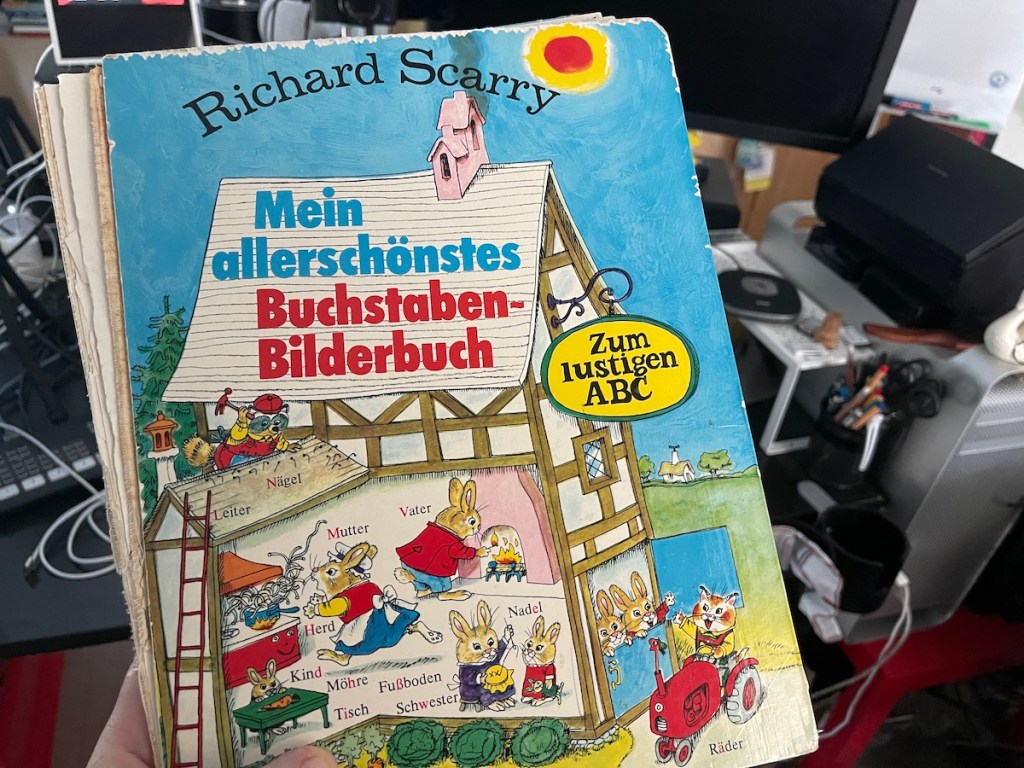 Richard Scarry
Mein
allerschönstes
Buchstaben-
Bilderbuch
Zum
lustigen
ABC
Nägel
Leiter
Mutter
Vater
Herd
Nadel
Kind
Möhre
Fußboden
Tisch
Schwester
Räder